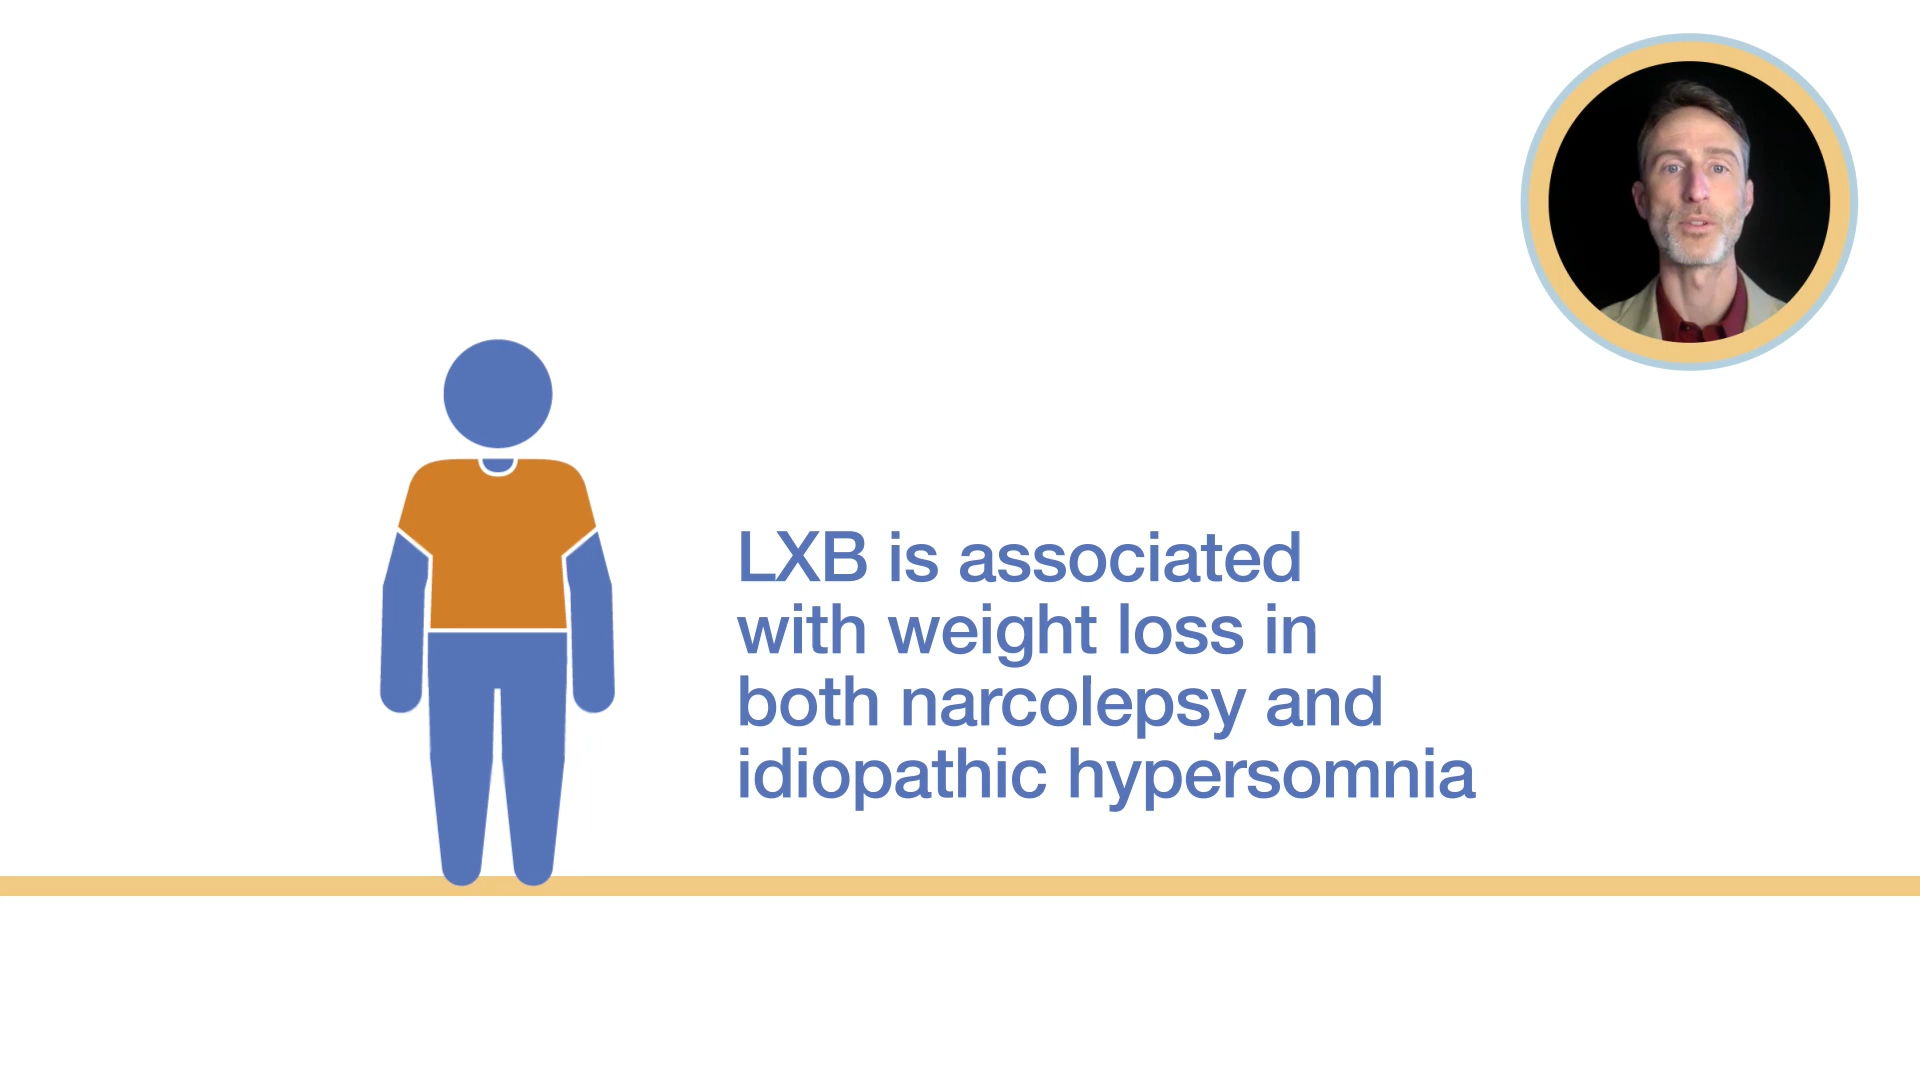 LXB is associated
with weight loss in
both narcolepsy and
idiopathic hypersomnia